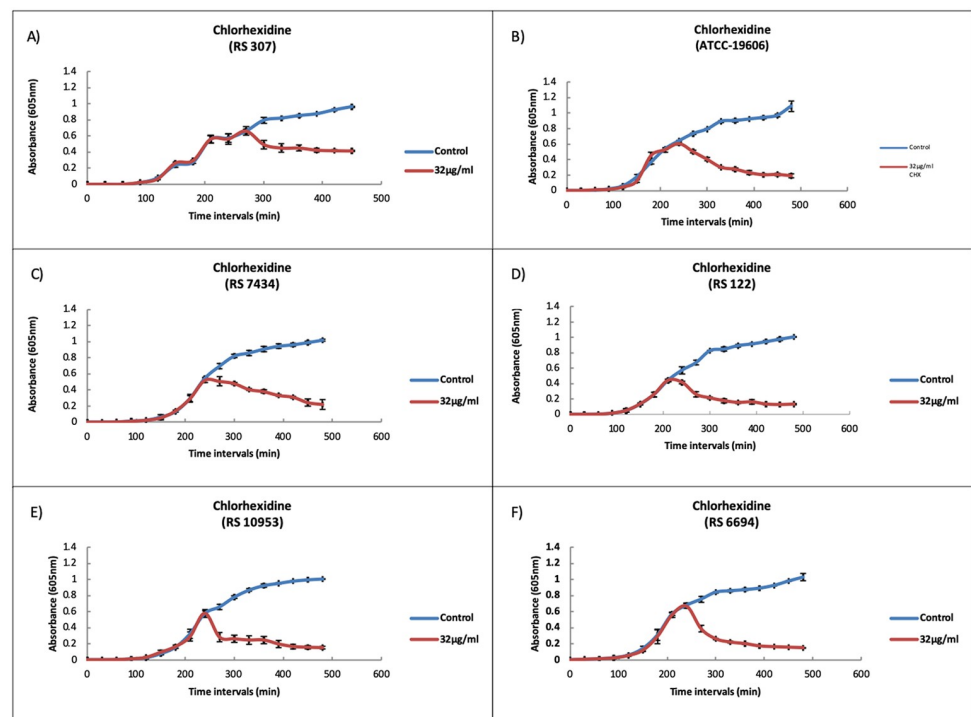 A)
Chlorhexidine
(RS 307)
Absorbance (605nm)
1.4
1.2
1
0.8
0.6
0.4
0.2
0
0 100 200 300 400 500
Time intervals (min)
Control
32µg/ml
B)
Chlorhexidine
(ATCC-19606)
Absorbance (605nm)
1.4
1.2
1
0.8
0.6
0.4
0.2
0
0 100 200 300 400 500 600
Time intervals (min)
Control
32µg/ml
CHX
C)
Chlorhexidine
(RS 7434)
Absorbance (605nm)
1.4
1.2
1
0.8
0.6
0.4
0.2
0
0 100 200 300 400 500 600
Time intervals (min)
Control
32µg/ml
D)
Chlorhexidine
(RS 122)
Absorbance (605nm)
1.4
1.2
1
0.8
0.6
0.4
0.2
0
0 100 200 300 400 500 600
Time intervals (min)
Control
32µg/ml
E)
Chlorhexidine
(RS 10953)
Absorbance (605nm)
1.4
1.2
1
0.8
0.6
0.4
0.2
0
0 100 200 300 400 500 600
Time intervals (min)
Control
32µg/ml
F)
Chlorhexidine
(RS 6694)
Absorbance (605nm)
1.4
1.2
1
0.8
0.6
0.4
0.2
0
0 100 200 300 400 500 600
Time intervals (min)
Control
32µg/ml